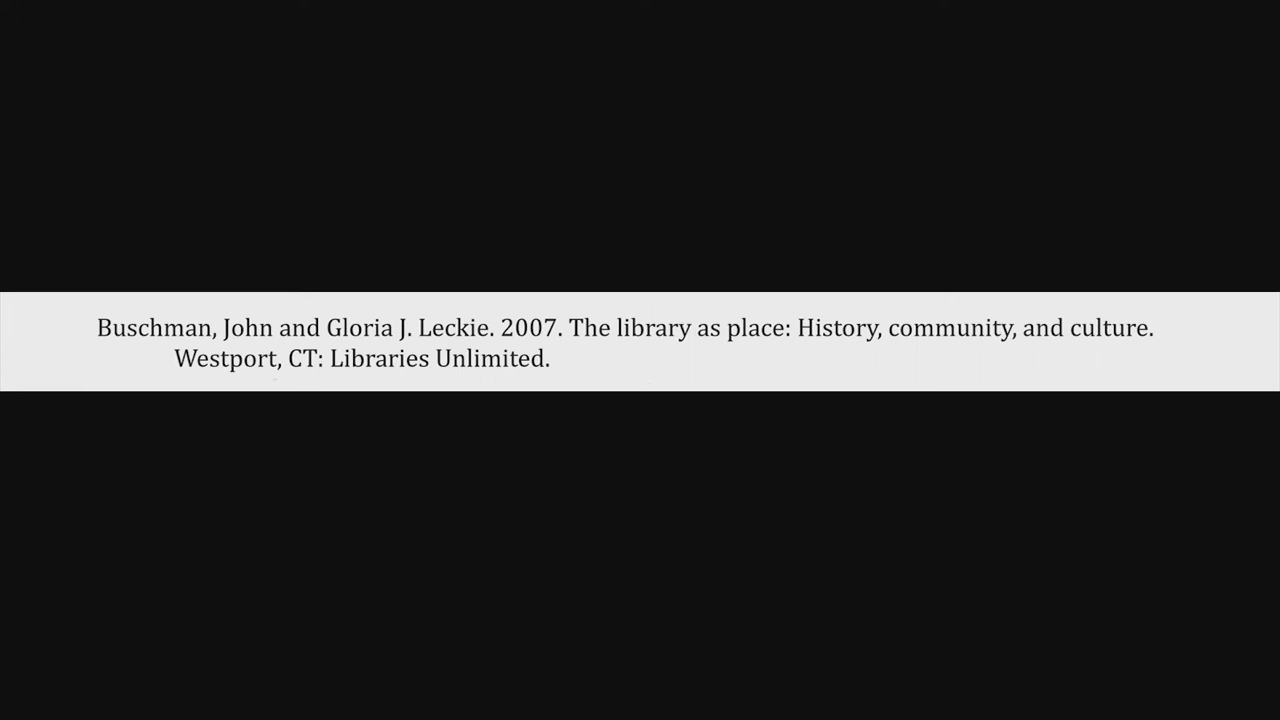 Buschman, John and Gloria J. Leckie. 2007. The library as place: History, community, and culture.
Westport, CT: Libraries Unlimited.